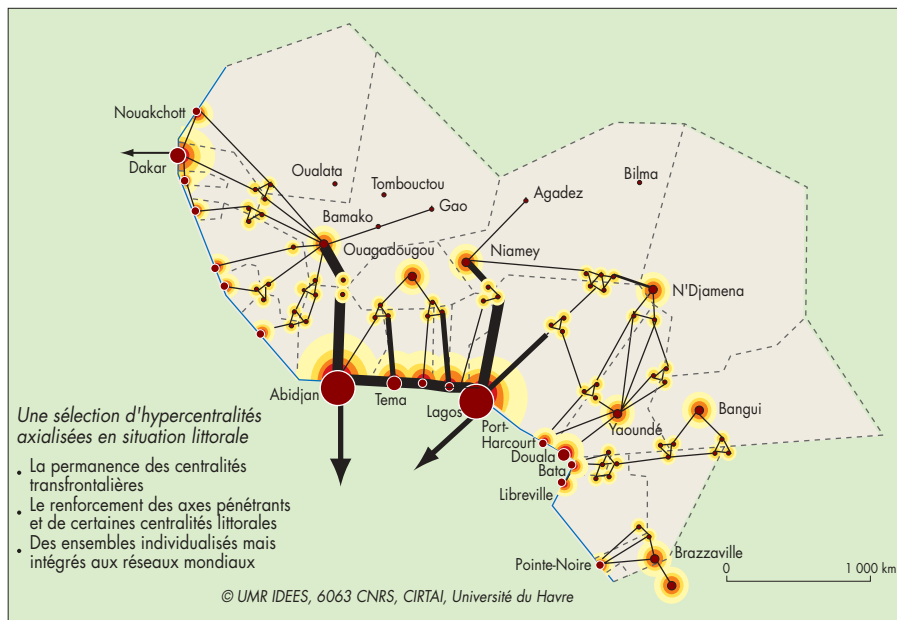 Nouakchott
Dakar
Oualata
Tombouctou
Bamako
Gao
Agadez
Bilma
Ouagadougou
Niamey
N'Djamena
Abidjan
Tema
Lagos
Port-
Harcourt
Douala
Bata
Libreville
Yaoundé
Bangui
Pointe-Noire
Brazzaville
Une sélection d'hypercentralités
axialisées en situation littorale
• La permanence des centralités
transfrontalières
• Le renforcement des axes pénétrants
et de certaines centralités littorales
• Des ensembles individualisés mais
intégrés aux réseaux mondiaux
0 1 000 km
© UMR IDEES, 6063 CNRS, CIRTAI, Université du Havre